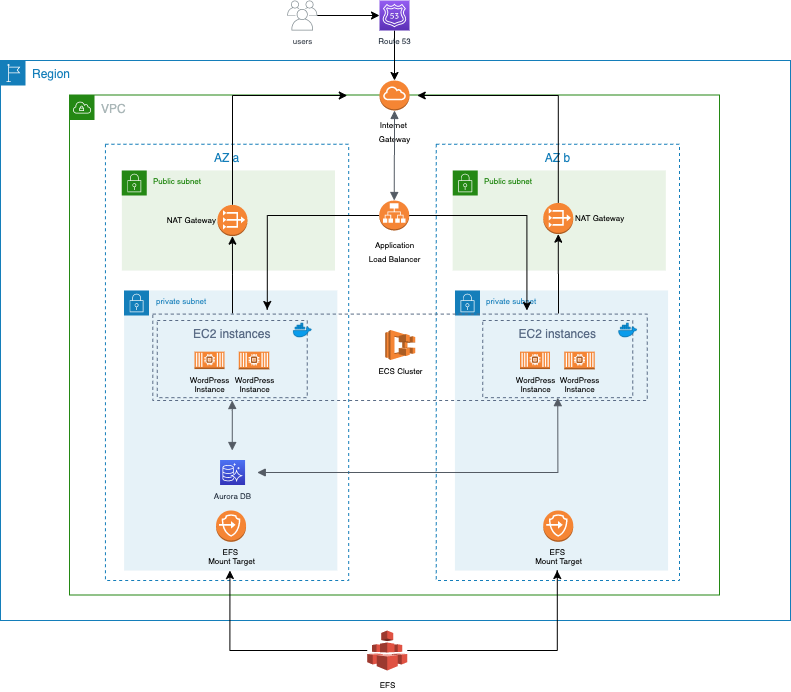 users
53
Route 53
Region
VPC
Internet
Gateway
AZ a
AZ b
Public subnet
Public subnet
NAT Gateway
NAT Gateway
Application
Load Balancer
private subnet
private subnet
EC2 instances
EC2 instances
WordPress
Instance
WordPress
Instance
ECS Cluster
WordPress
Instance
WordPress
Instance
Aurora DB
EFS
Mount Target
EFS
Mount Target
EFS